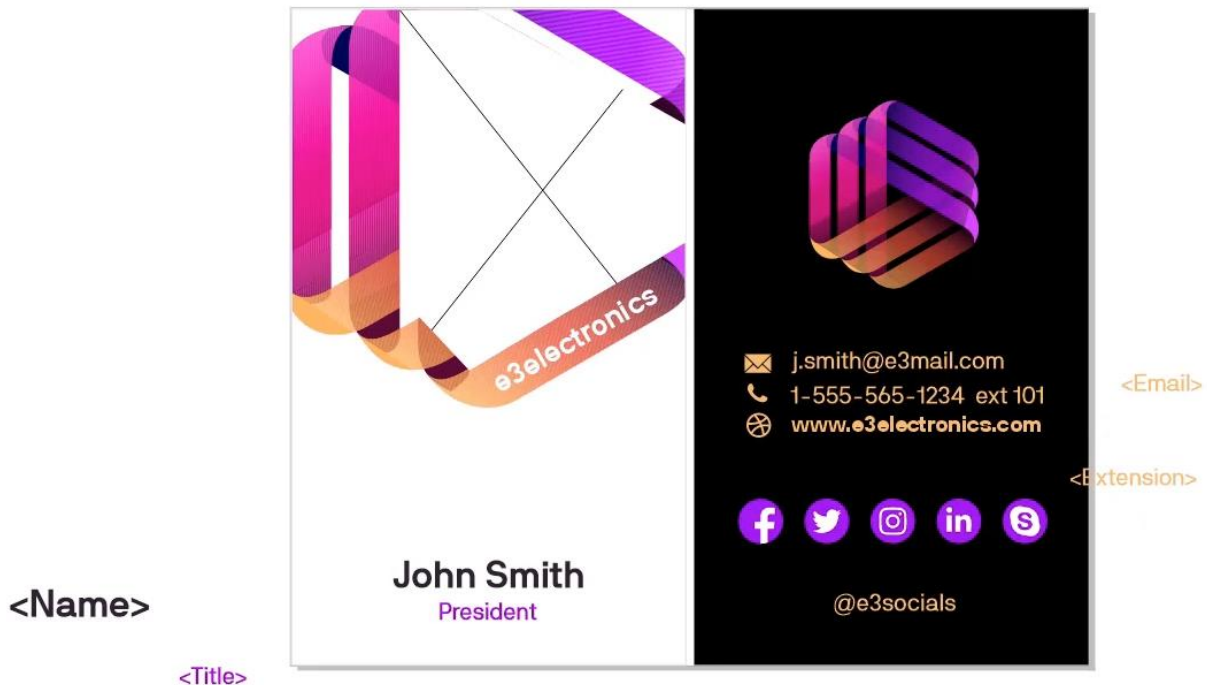 e3electronics
John Smith
President
j.smith@e3mail.com
1-555-565-1234 ext 101
www.e3electronics.com
@e3socials
<Name>
<Title>
<Email>
<Extension>